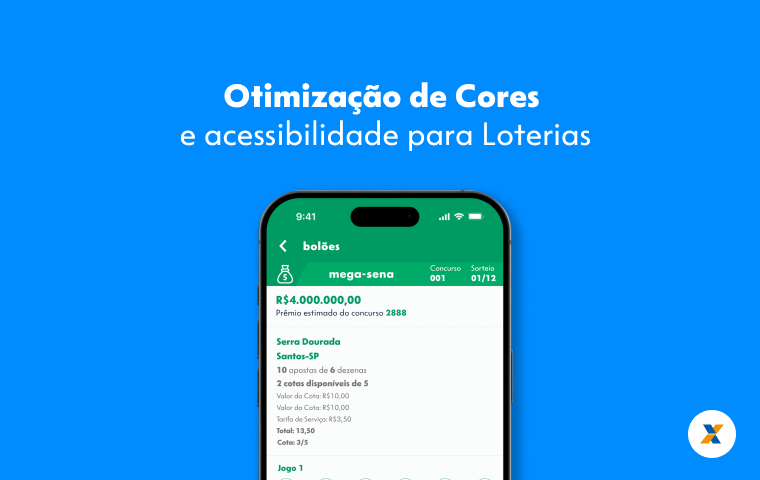 Otimização de Cores
e acessibilidade para Loterias
9:41
bolões
mega-sena
Concurso Sorteio
001 01/12
R$4.000.000,00
Prêmio estimado do concurso 2888
Serra Dourada
Santos-SP
10 apostas de 6 dezenas
2 cotas disponíveis de 5
Valor da Cota: R$10,00
Valor da Cota: R$10,00
Tarifa de Serviço: R$3,50
Total: 13,50
Cota: 3/5
Jogo 1